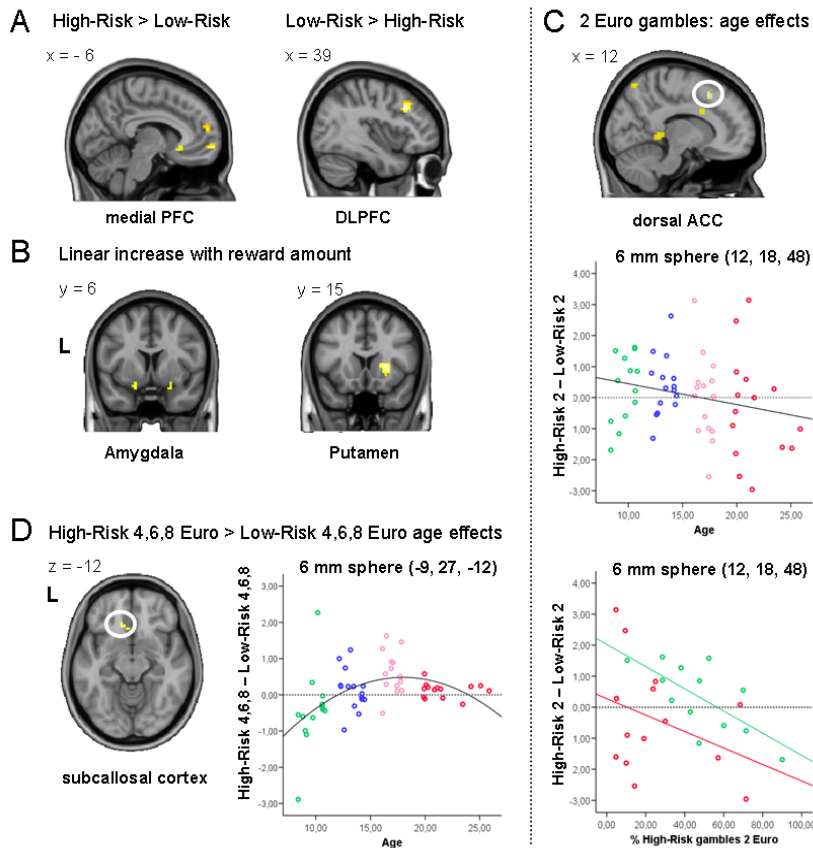 A High-Risk > Low-Risk Low-Risk > High-Risk
x = - 6 x = 39
medial PFC DLPFC
B Linear increase with reward amount
y = 6 y = 15
L
Amygdala Putamen
C 2 Euro gambles: age effects
x = 12
dorsal ACC
6 mm sphere (12, 18, 48)
High-Risk 2 – Low-Risk 2
4,00
3,00
2,00
1,00
0,00
1,00
2,00
3,00
10,00 15,00 20,00 25,00
Age
D High-Risk 4,6,8 Euro > Low-Risk 4,6,8 Euro age effects
z = -12
L
subcallosal cortex
6 mm sphere (-9, 27, -12)
High-Risk 4,6,8 – Low-Risk 4,6,8
3,00
2,00
1,00
0,00
-1,00
-2,00
-3,00
10,00 15,00 20,00 25,00
Age
6 mm sphere (12, 18, 48)
High-Risk 2 – Low-Risk 2
4,00
3,00
2,00
1,00
0,00
1,00
2,00
3,00
0,00 20,00 40,00 60,00 80,00 100,00
% High-Risk gambles 2 Euro